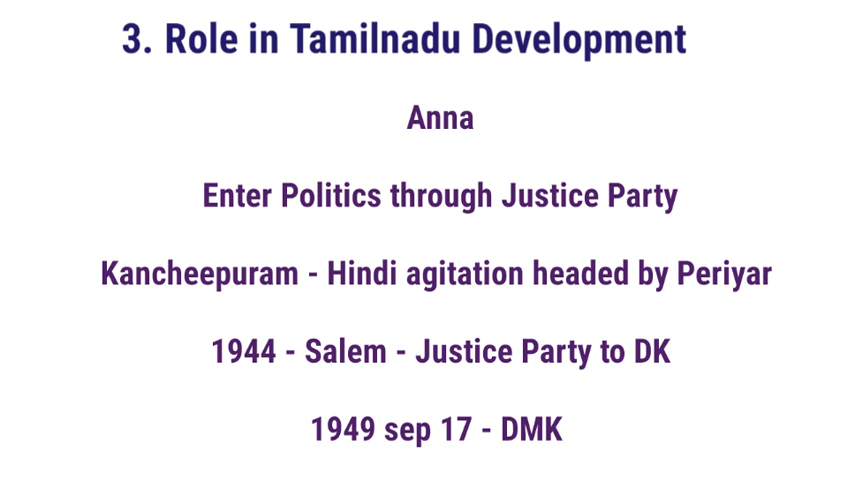 3. Role in Tamilnadu Development
Anna
Enter Politics through Justice Party
Kancheepuram - Hindi agitation headed by Periyar
1944 - Salem - Justice Party to DK
1949 sep 17 - DMK